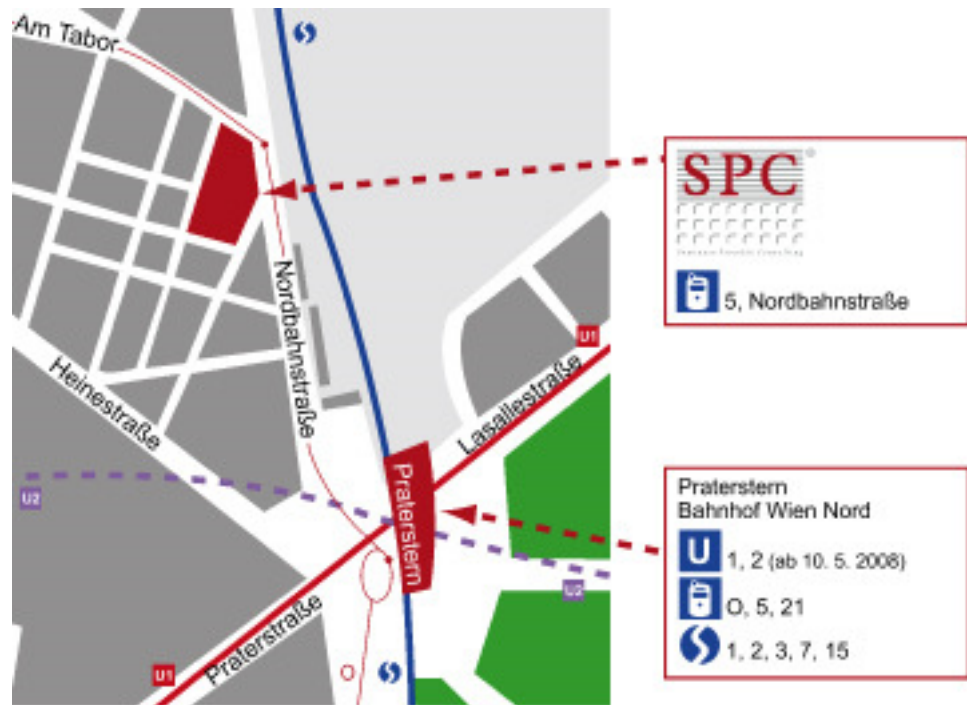 Am Tabor
Nordbahnstraße
Heinestraße
U1
Lasallestraße
U2
Praterstern
U2
Praterstraße
U1
O
SPC®
5, Nordbahnstraße
Praterstern
Bahnhof Wien Nord
U 1, 2 (ab 10. 5. 2008)
O, 5, 21
1, 2, 3, 7, 15